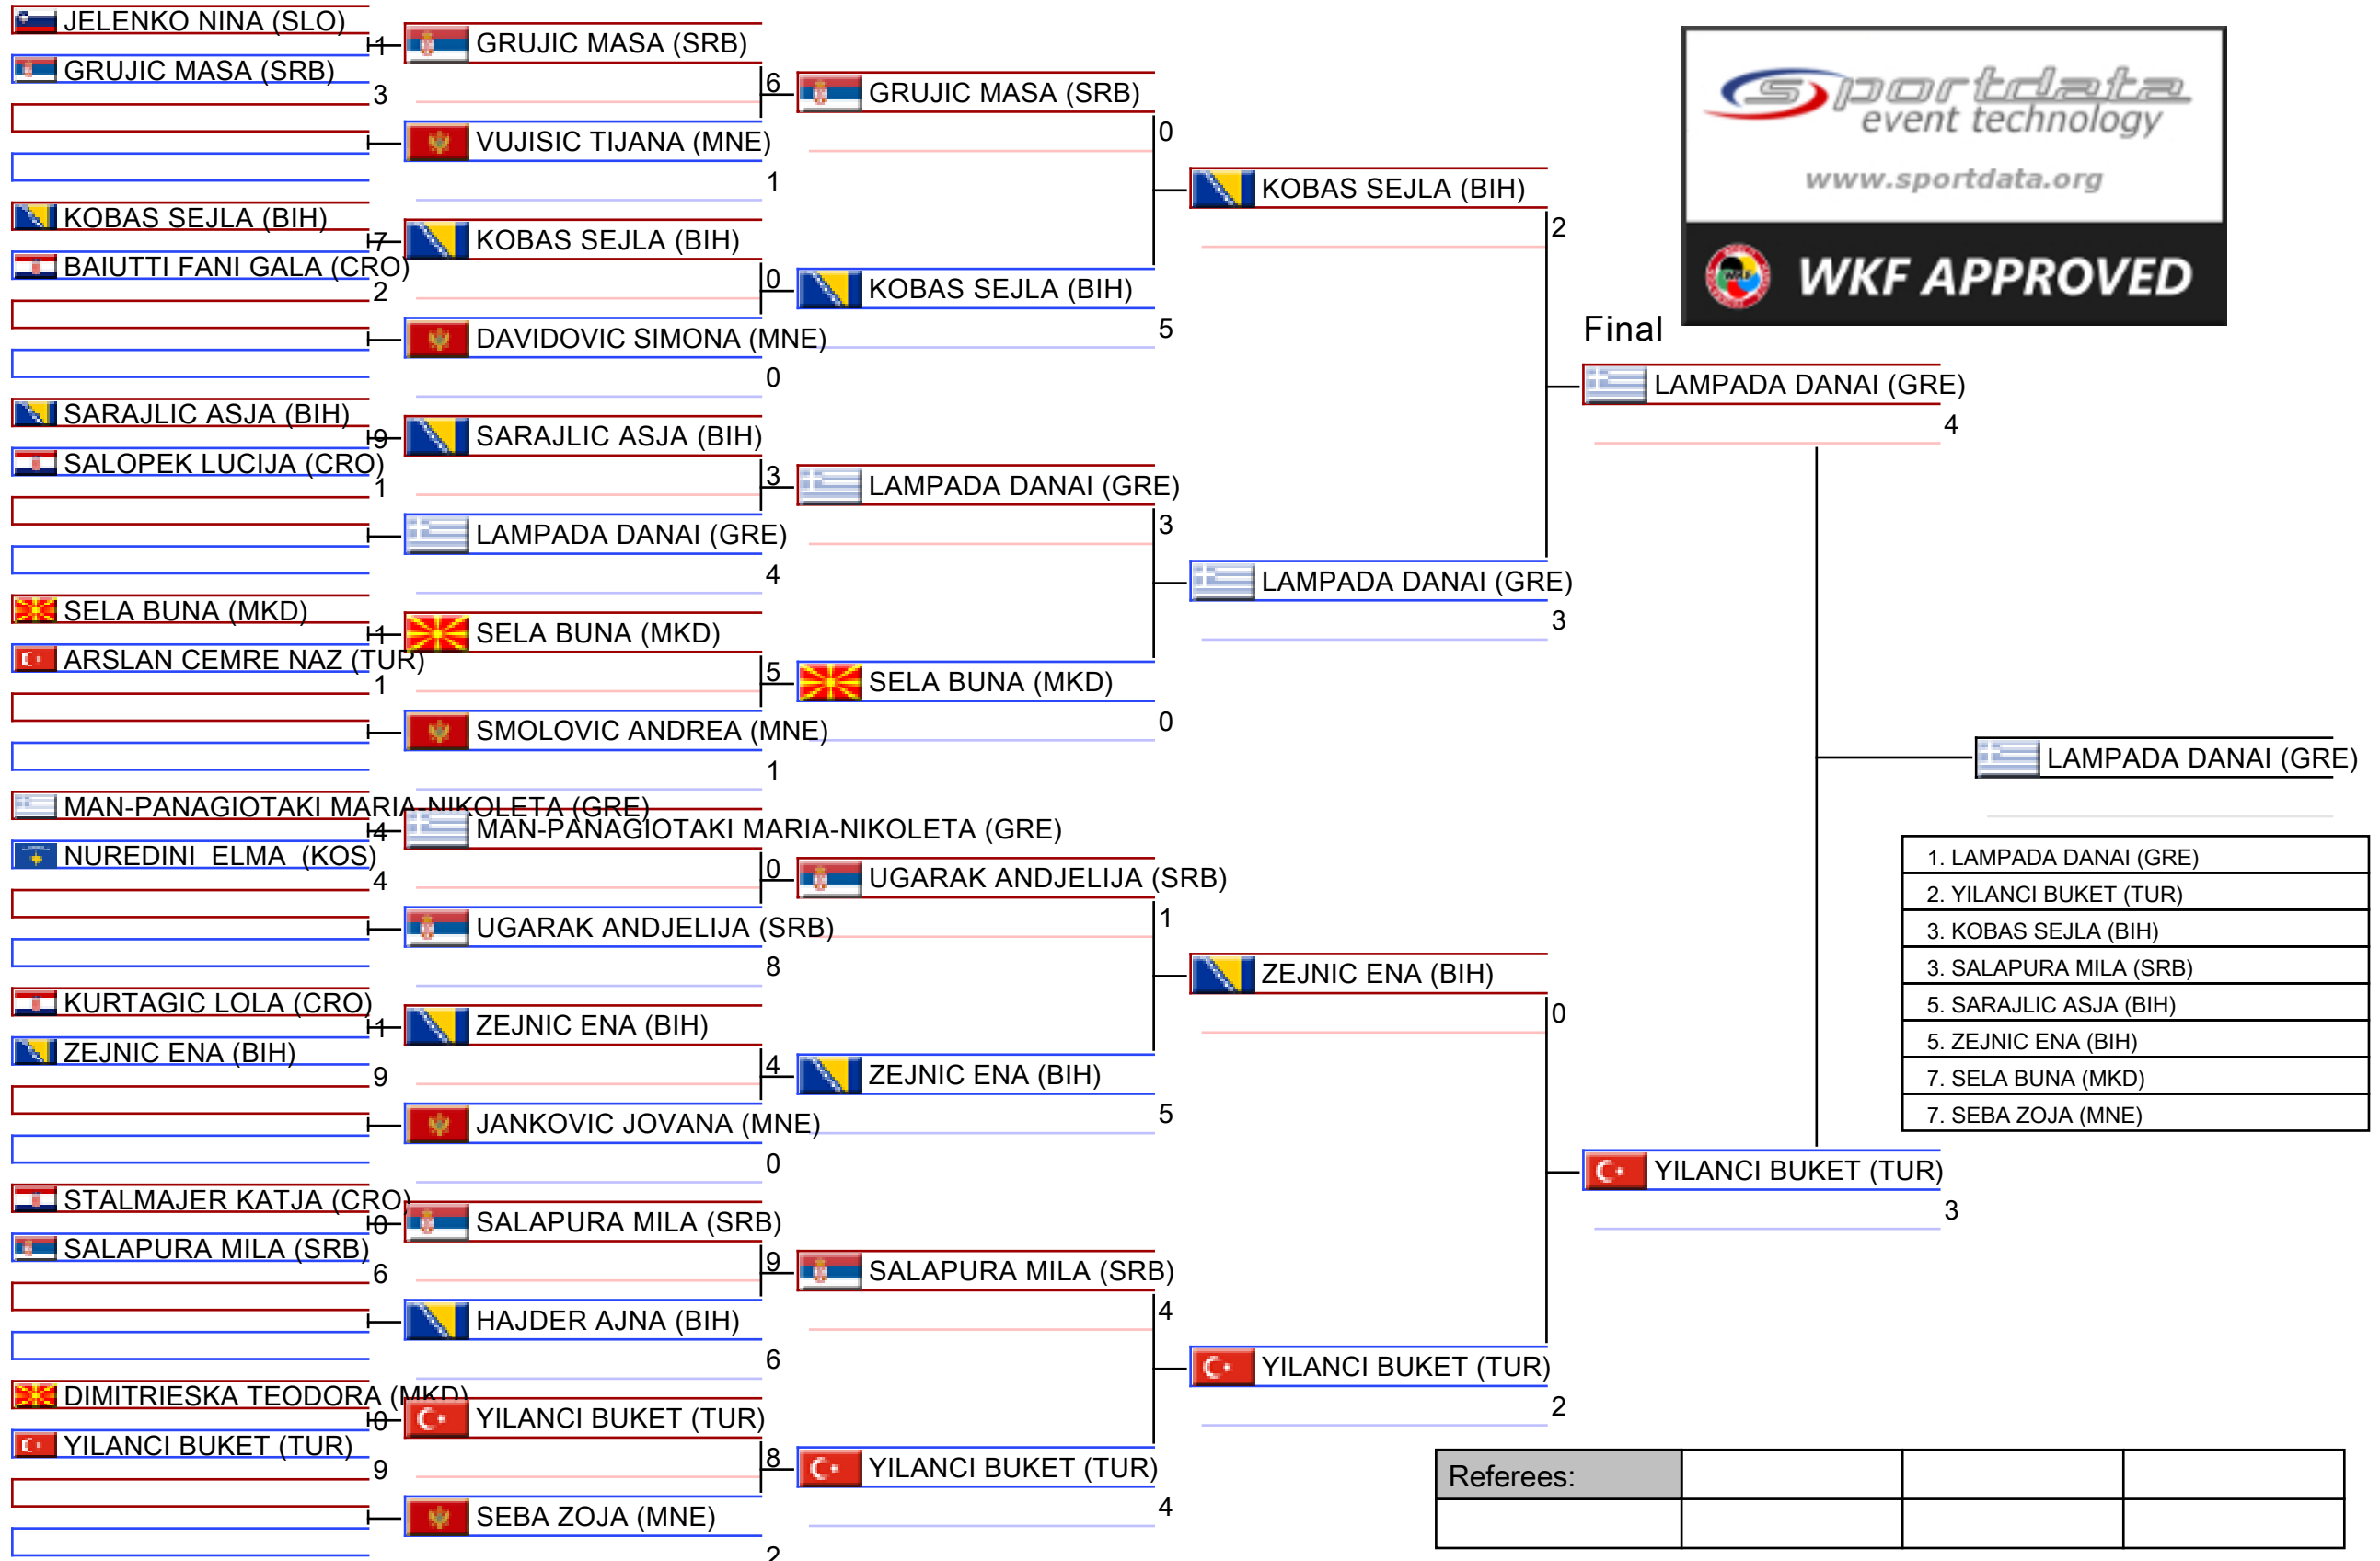 JELENKO NINA (SLO)
1
GRUJIC MASA (SRB)
3
KOBAS SEJLA (BIH)
7
BAIUTTI FANI GALA (CRO)
2
SARAJLIC ASJA (BIH)
9
SALOPEK LUCIJA (CRO)
1
SELA BUNA (MKD)
1
ARSLAN CEMRE NAZ (TUR)
1
MAN-PANAGIOTAKI MARIA-NIKOLETA (GRE)
4
NUREDINI ELMA (KOS)
4
KURTAGIC LOLA (CRO)
1
ZEJNIC ENA (BIH)
9
STALMAJER KATJA (CRO)
0
SALAPURA MILA (SRB)
6
DIMITRIESKA TEODORA (MKD)
0
YILANCI BUKET (TUR)
9
GRUJIC MASA (SRB)
6
VUJISIC TIJANA (MNE)
1
KOBAS SEJLA (BIH)
0
DAVIDOVIC SIMONA (MNE)
0
SARAJLIC ASJA (BIH)
3
LAMPADA DANAI (GRE)
4
SELA BUNA (MKD)
5
SMOLOVIC ANDREA (MNE)
1
MAN-PANAGIOTAKI MARIA-NIKOLETA (GRE)
0
UGARAK ANDJELIJA (SRB)
8
ZEJNIC ENA (BIH)
4
JANKOVIC JOVANA (MNE)
0
SALAPURA MILA (SRB)
9
HAJDER AJNA (BIH)
6
YILANCI BUKET (TUR)
8
SEBA ZOJA (MNE)
2
GRUJIC MASA (SRB)
0
KOBAS SEJLA (BIH)
5
LAMPADA DANAI (GRE)
3
SELA BUNA (MKD)
0
UGARAK ANDJELIJA (SRB)
1
ZEJNIC ENA (BIH)
5
SALAPURA MILA (SRB)
4
YILANCI BUKET (TUR)
4
KOBAS SEJLA (BIH)
2
LAMPADA DANAI (GRE)
3
ZEJNIC ENA (BIH)
0
YILANCI BUKET (TUR)
2
Final
LAMPADA DANAI (GRE)
4
YILANCI BUKET (TUR)
3
LAMPADA DANAI (GRE)
sportdata
event technology
www.sportdata.org
WKF APPROVED
1. LAMPADA DANAI (GRE)
2. YILANCI BUKET (TUR)
3. KOBAS SEJLA (BIH)
3. SALAPURA MILA (SRB)
5. SARAJLIC ASJA (BIH)
5. ZEJNIC ENA (BIH)
7. SELA BUNA (MKD)
7. SEBA ZOJA (MNE)
Referees: